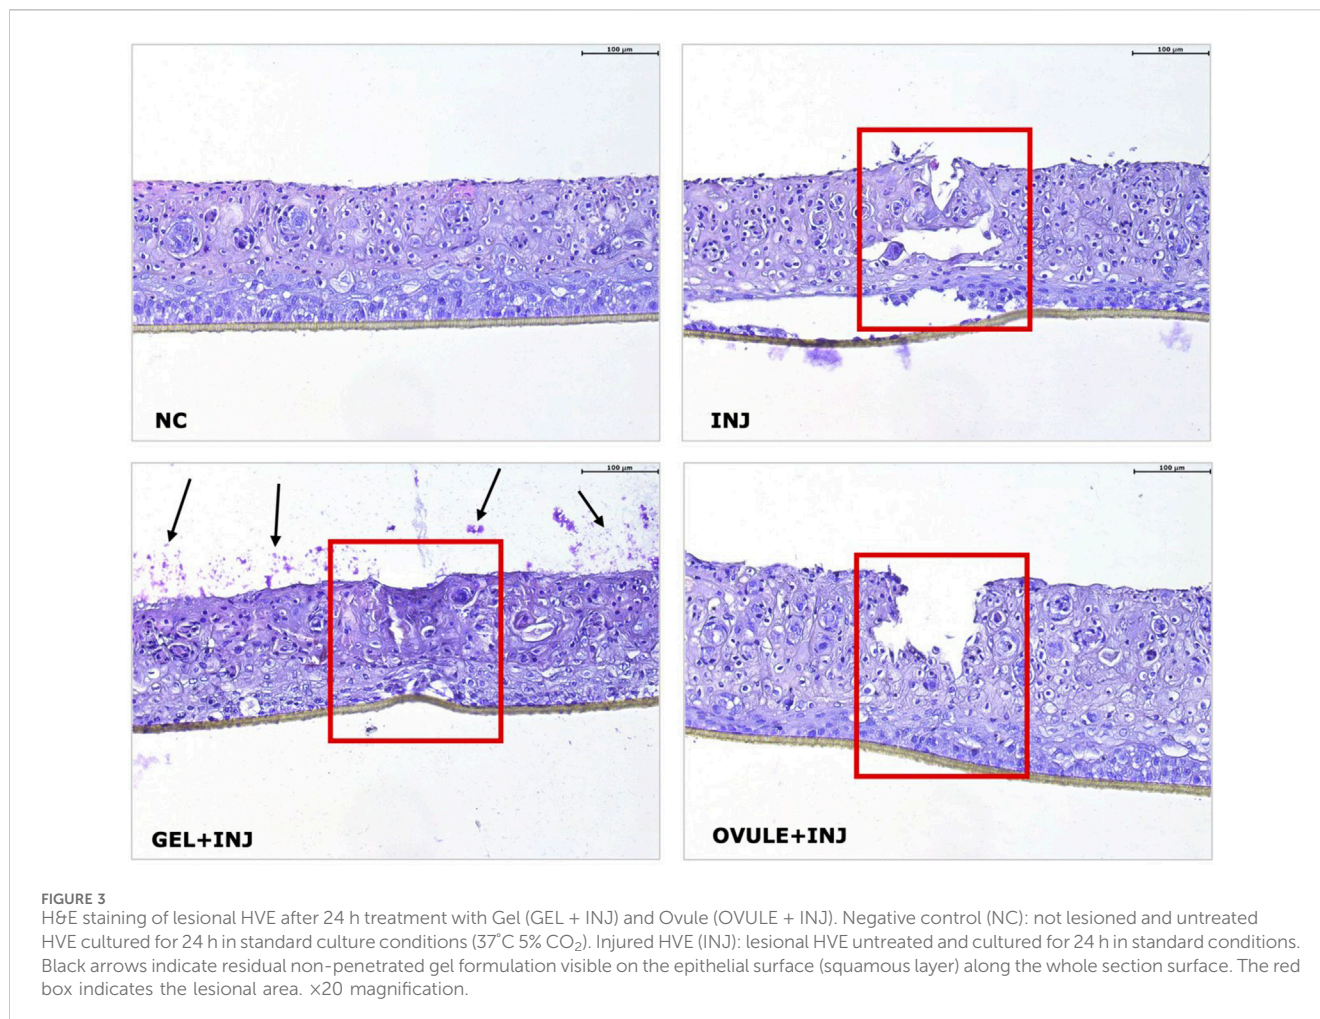 100 μm
100 μm
NC
INJ
100 μm
100 μm
GEL+INJ
OVULE+INJ
FIGURE 3
H&E staining of lesional HVE after 24 h treatment with Gel (GEL + INJ) and Ovule (OVULE + INJ). Negative control (NC): not lesioned and untreated
HVE cultured for 24 h in standard culture conditions (37°C 5% CO₂). Injured HVE (INJ): lesional HVE untreated and cultured for 24 h in standard conditions.
Black arrows indicate residual non-penetrated gel formulation visible on the epithelial surface (squamous layer) along the whole section surface. The red
box indicates the lesional area. ×20 magnification.